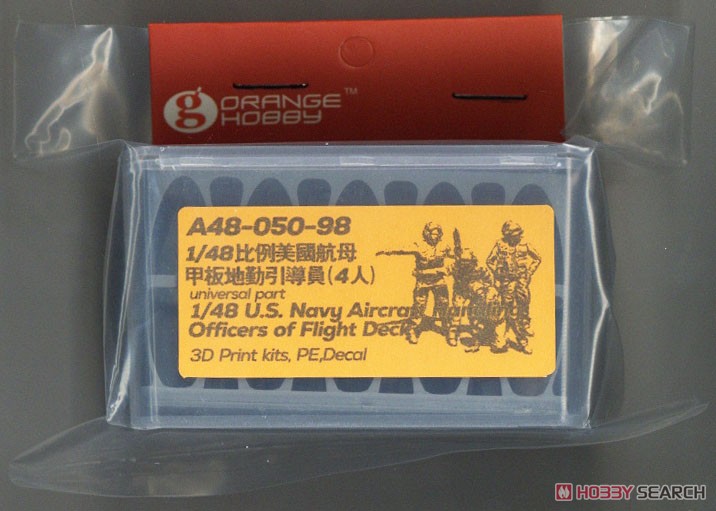 g
ORANGE™
HOBBY
A48-050-98
1/48比例美國航母
甲板地勤引導員(4人)
universal part
1/48 U.S. Navy Aircraft Handling
Officers of Flight Deck
3D Print kits, PE,Decal
HOBBY SEARCH